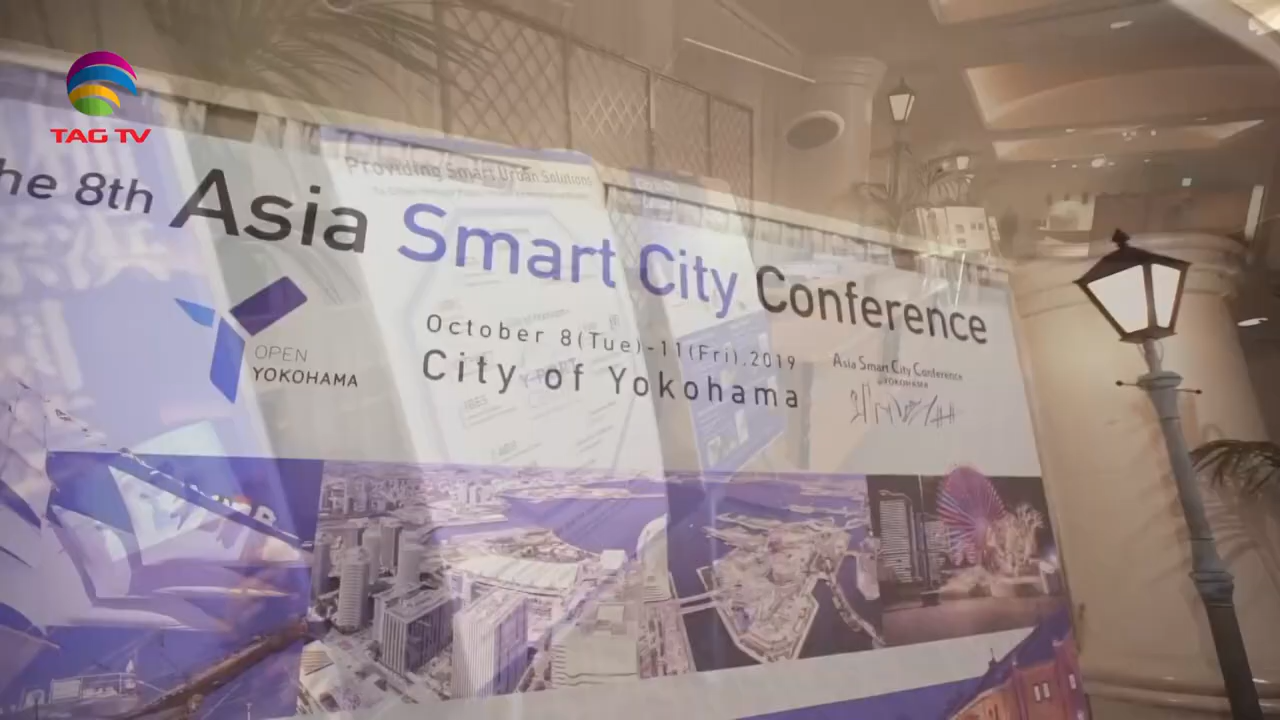 TAG TV
he 8th Asia Smart City Conference
Providing Smart Urban Solutions
October 8(Tue)-11(Fri).2019
City of Yokohama
OPEN
YOKOHAMA
Asia Smart City Conference
YOKOHAMA